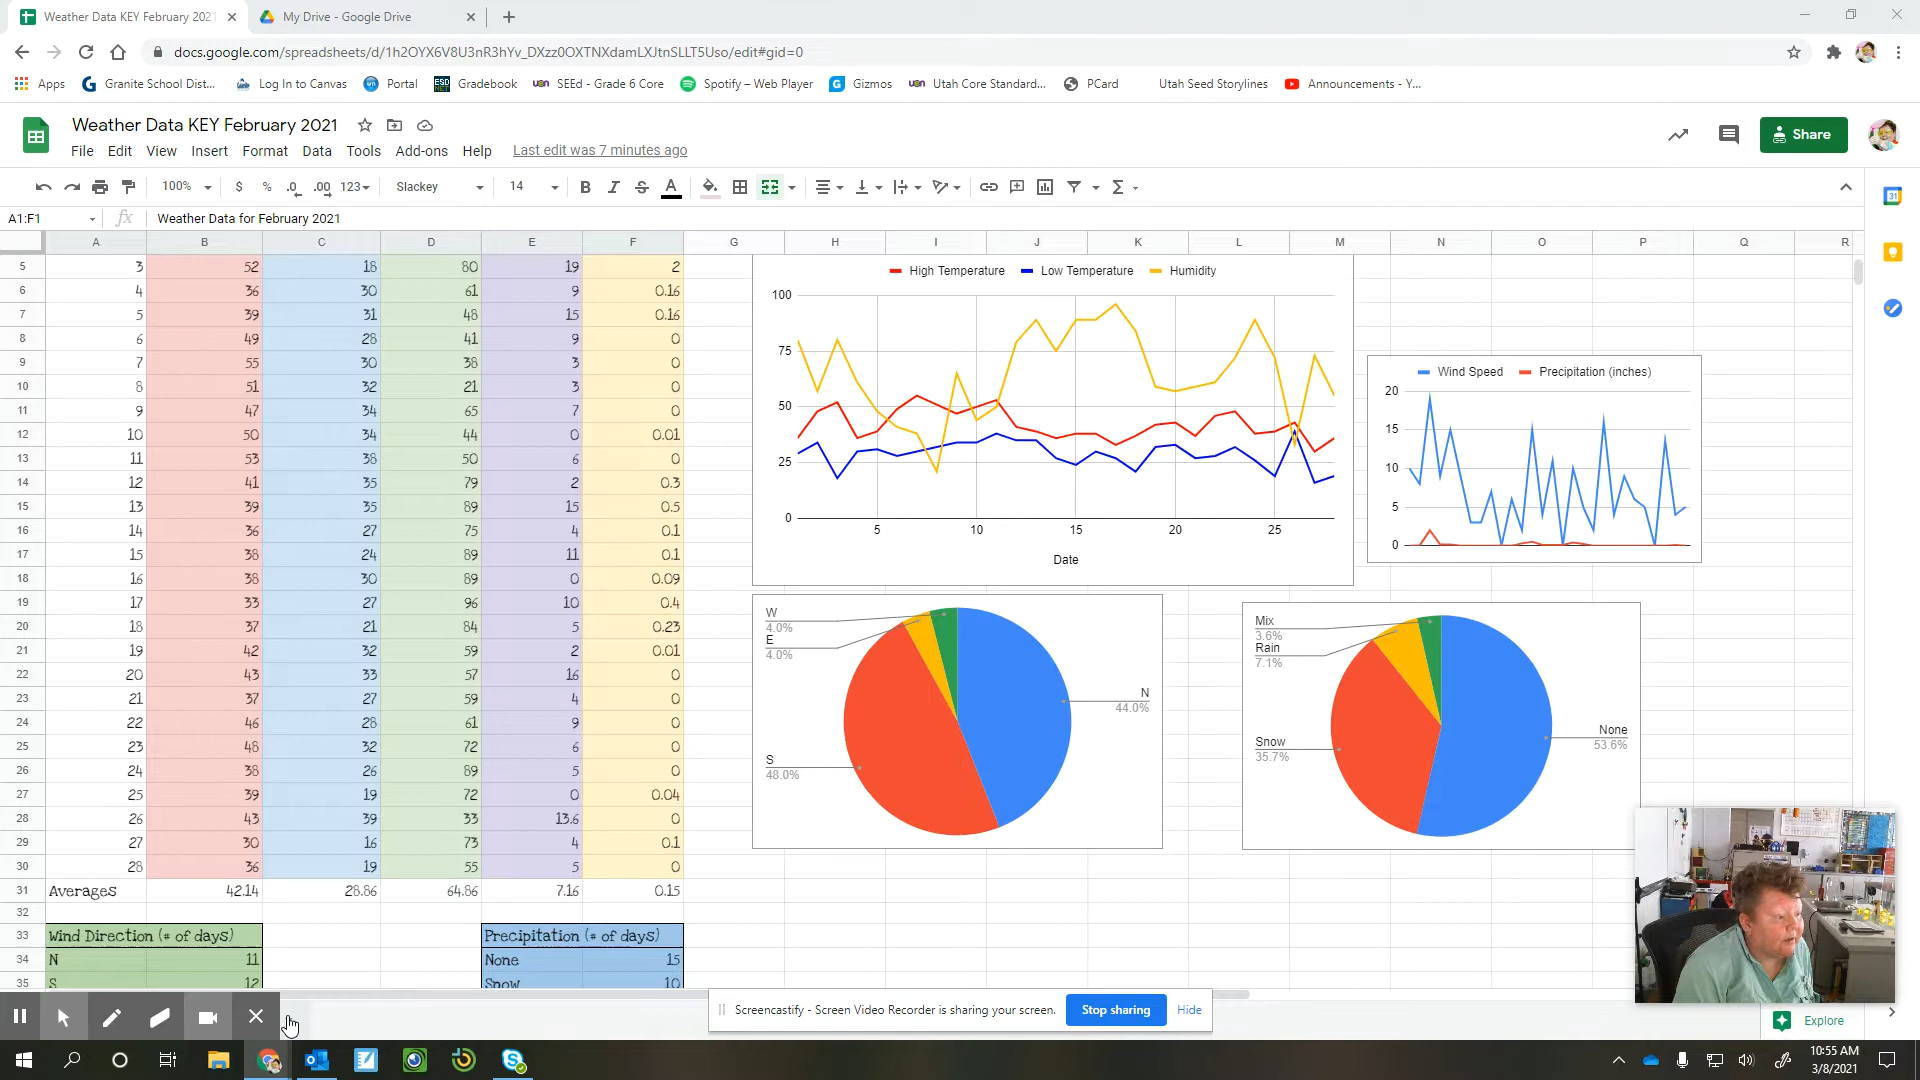 Weather Data KEY February 2021
My Drive - Google Drive
docs.google.com/spreadsheets/d/1h2OYX6V8U3nR3hYv_DXzz0OXTNXdamLXJtnSLLT5Uso/edit#gid=0
Apps Granite School Dist... Log In to Canvas Portal Gradebook SEEd - Grade 6 Core Spotify – Web Player Gizmos Utah Core Standard... PCard Utah Seed Storylines Announcements - Y...
Weather Data KEY February 2021
Share
File Edit View Insert Format Data Tools Add-ons Help Last edit was 7 minutes ago
100% $ % .0 .00 123 Slackey 14 B I S A
A1:F1 fx Weather Data for February 2021
A B C D E F G H I J K L M N O P Q R
5 3 52 18 80 19 2
6 4 36 30 61 9 0.16
7 5 39 31 48 15 0.16
8 6 49 28 41 9 0
9 7 55 30 38 3 0
10 8 51 32 21 3 0
11 9 47 34 65 7 0
12 10 50 34 44 0 0.01
13 11 53 38 50 6 0
14 12 41 35 79 2 0.3
15 13 39 35 89 15 0.5
16 14 36 27 75 4 0.1
17 15 38 24 89 11 0.1
18 16 38 30 89 0 0.09
19 17 33 27 96 10 0.4
20 18 37 21 84 5 0.23
21 19 42 32 59 2 0.01
22 20 43 33 57 16 0
23 21 37 27 59 4 0
24 22 46 28 61 9 0
25 23 48 32 72 6 0
26 24 38 26 89 5 0
27 25 39 19 72 0 0.04
28 26 43 39 33 13.6 0
29 27 30 16 73 4 0.1
30 28 36 19 55 5 0
31 Averages 42.14 28.86 64.86 7.16 0.15
32
33 Wind Direction (# of days) Precipitation (# of days)
34 N 11 None 15
35 S 12 Snow 10
High Temperature Low Temperature Humidity
100
75
50
25
0
5 10 15 20 25
Date
Wind Speed Precipitation (inches)
20
15
10
5
0
W
4.0%
E
4.0%
N
44.0%
S
48.0%
Mix
3.6%
Rain
7.1%
None
53.6%
Snow
35.7%
Screencastify - Screen Video Recorder is sharing your screen. Stop sharing Hide
Explore
10:55 AM
3/8/2021